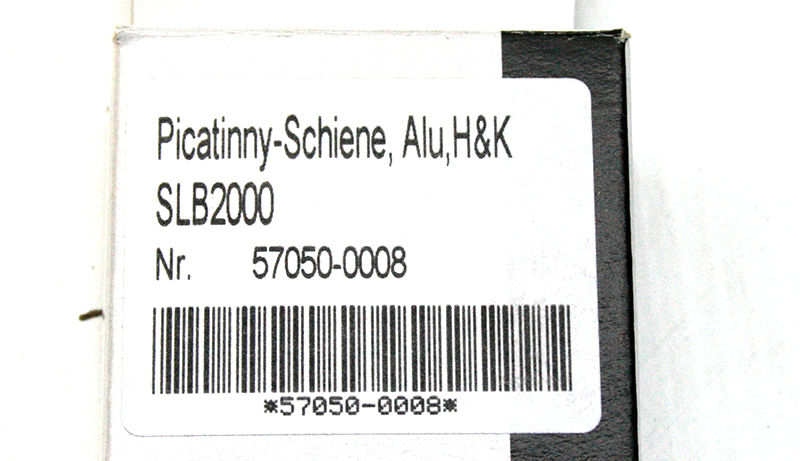 Picatinny-Schiene, Alu,H&K
SLB2000
Nr. 57050-0008
*57050-0008*